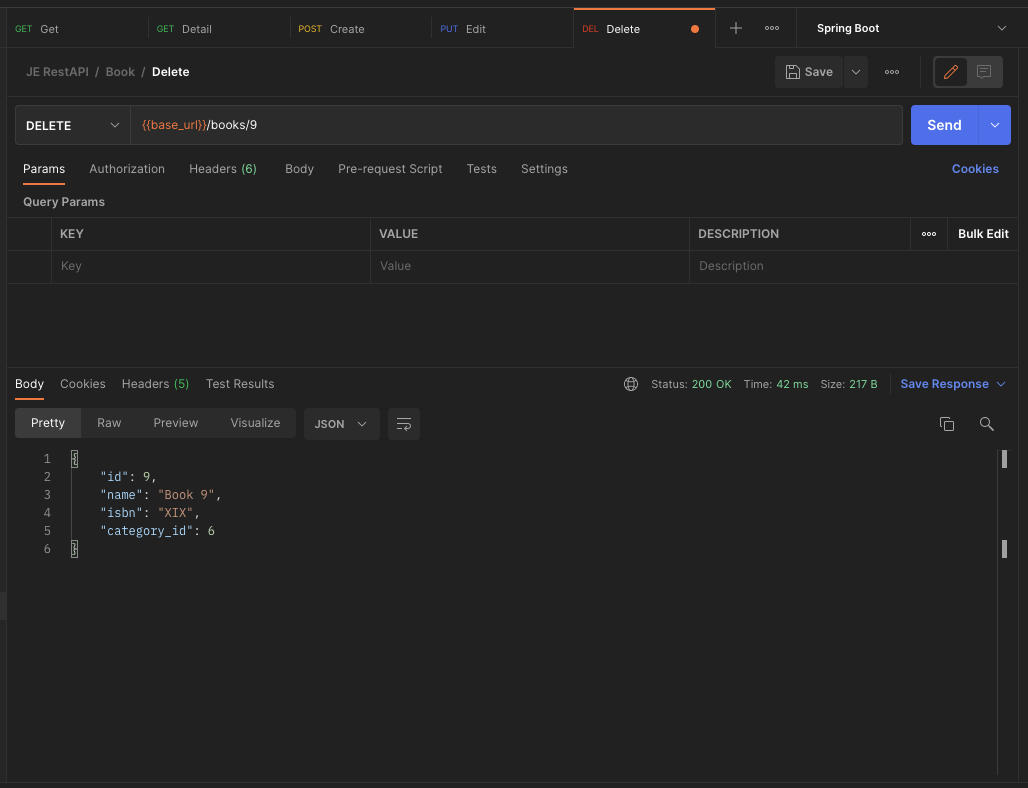 GET Get GET Detail POST Create PUT Edit DEL Delete Spring Boot
JE RestAPI / Book / Delete Save
DELETE {{base_url}}/books/9 Send
Params Authorization Headers (6) Body Pre-request Script Tests Settings Cookies
Query Params
KEY VALUE DESCRIPTION Bulk Edit
Key Value Description
Body Cookies Headers (5) Test Results Status: 200 OK Time: 42 ms Size: 217 B Save Response
Pretty Raw Preview Visualize JSON
1 {
2 "id": 9,
3 "name": "Book 9",
4 "isbn": "XIX",
5 "category_id": 6
6 }